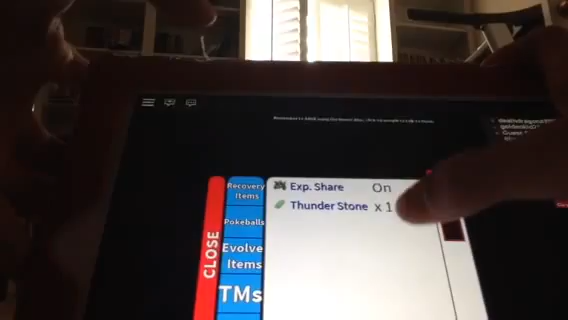 Recovery
Items
Pokeballs
Evolve
Items
TMs
CLOSE
Exp. Share On
Thunder Stone x 1